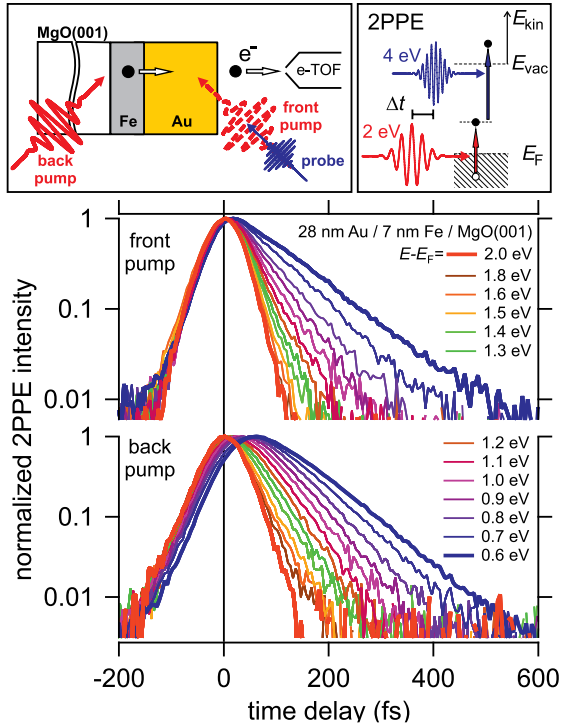 MgO(001)
e-
e-TOF
Fe
Au
back
pump
front
pump
probe
2PPE
Ekin
4 eV
Evac
Δt
2 eV
EF
front
pump
28 nm Au / 7 nm Fe / MgO(001)
E-EF= 2.0 eV
1.8 eV
1.6 eV
1.5 eV
1.4 eV
1.3 eV
1
0.1
0.01
back
pump
1.2 eV
1.1 eV
1.0 eV
0.9 eV
0.8 eV
0.7 eV
0.6 eV
1
0.1
0.01
normalized 2PPE intensity
-200 0 200 400 600
time delay (fs)